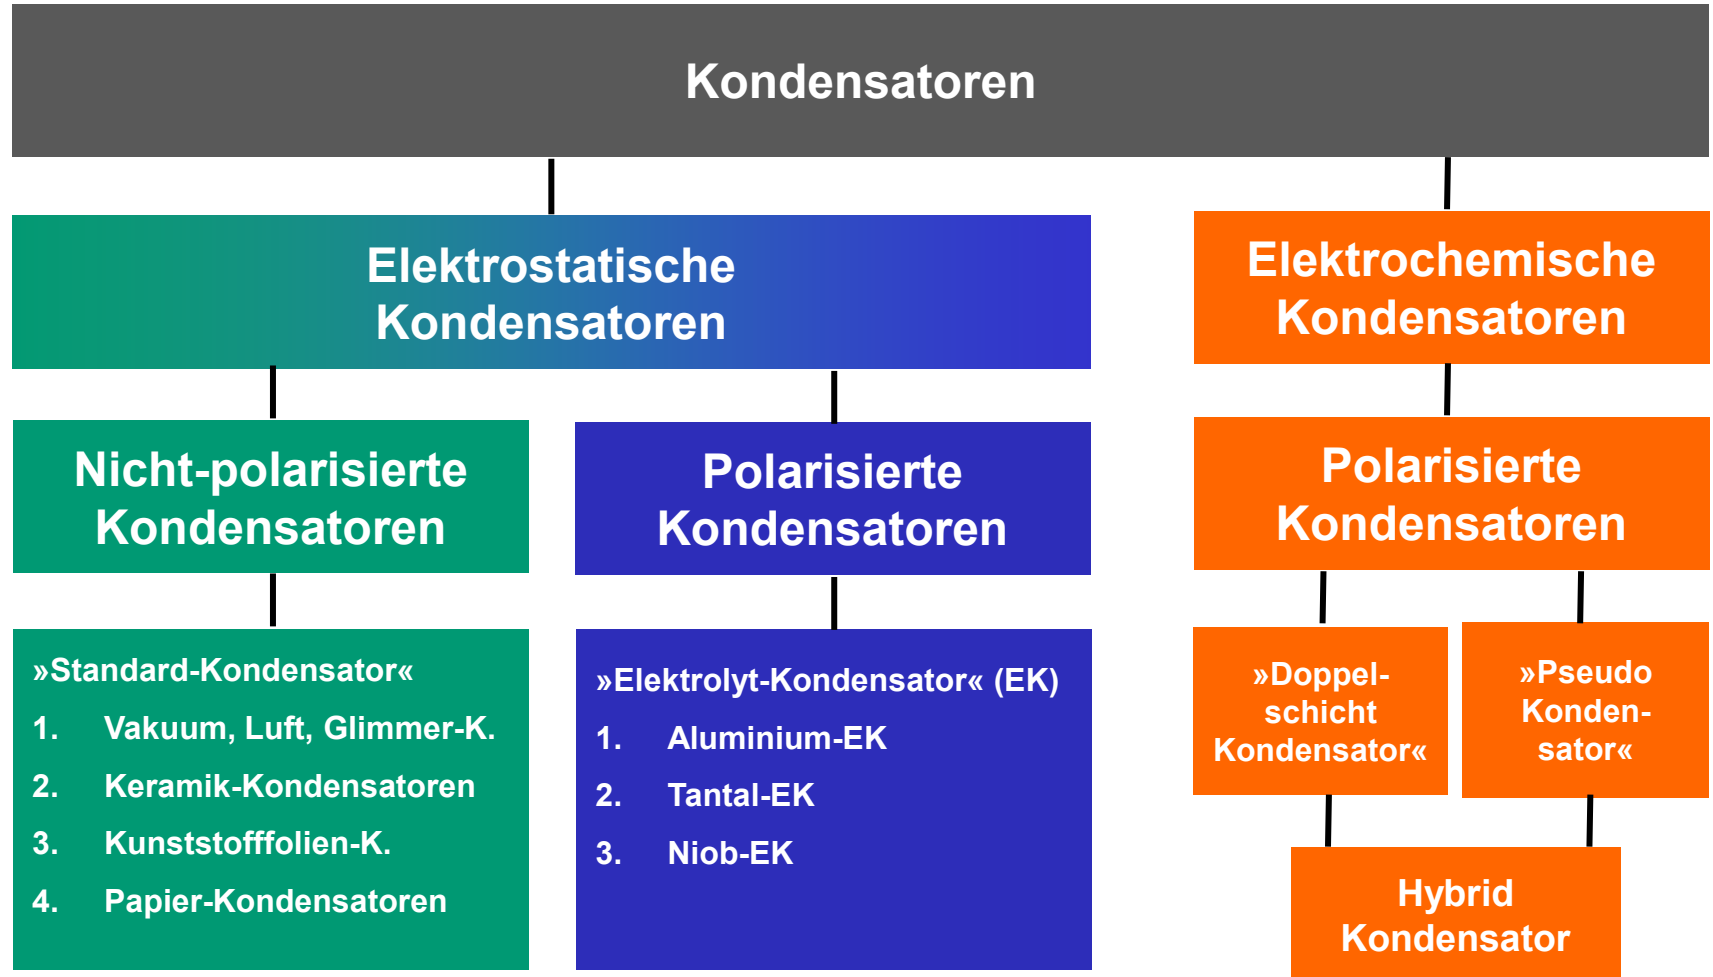 Kondensatoren
Elektrostatische
Kondensatoren
Elektrochemische
Kondensatoren
Nicht-polarisierte
Kondensatoren
Polarisierte
Kondensatoren
Polarisierte
Kondensatoren
»Standard-Kondensator«
1. Vakuum, Luft, Glimmer-K.
2. Keramik-Kondensatoren
3. Kunststofffolien-K.
4. Papier-Kondensatoren
»Elektrolyt-Kondensator« (EK)
1. Aluminium-EK
2. Tantal-EK
3. Niob-EK
»Doppel-
schicht
Kondensator«
»Pseudo
Konden-
sator«
Hybrid
Kondensator